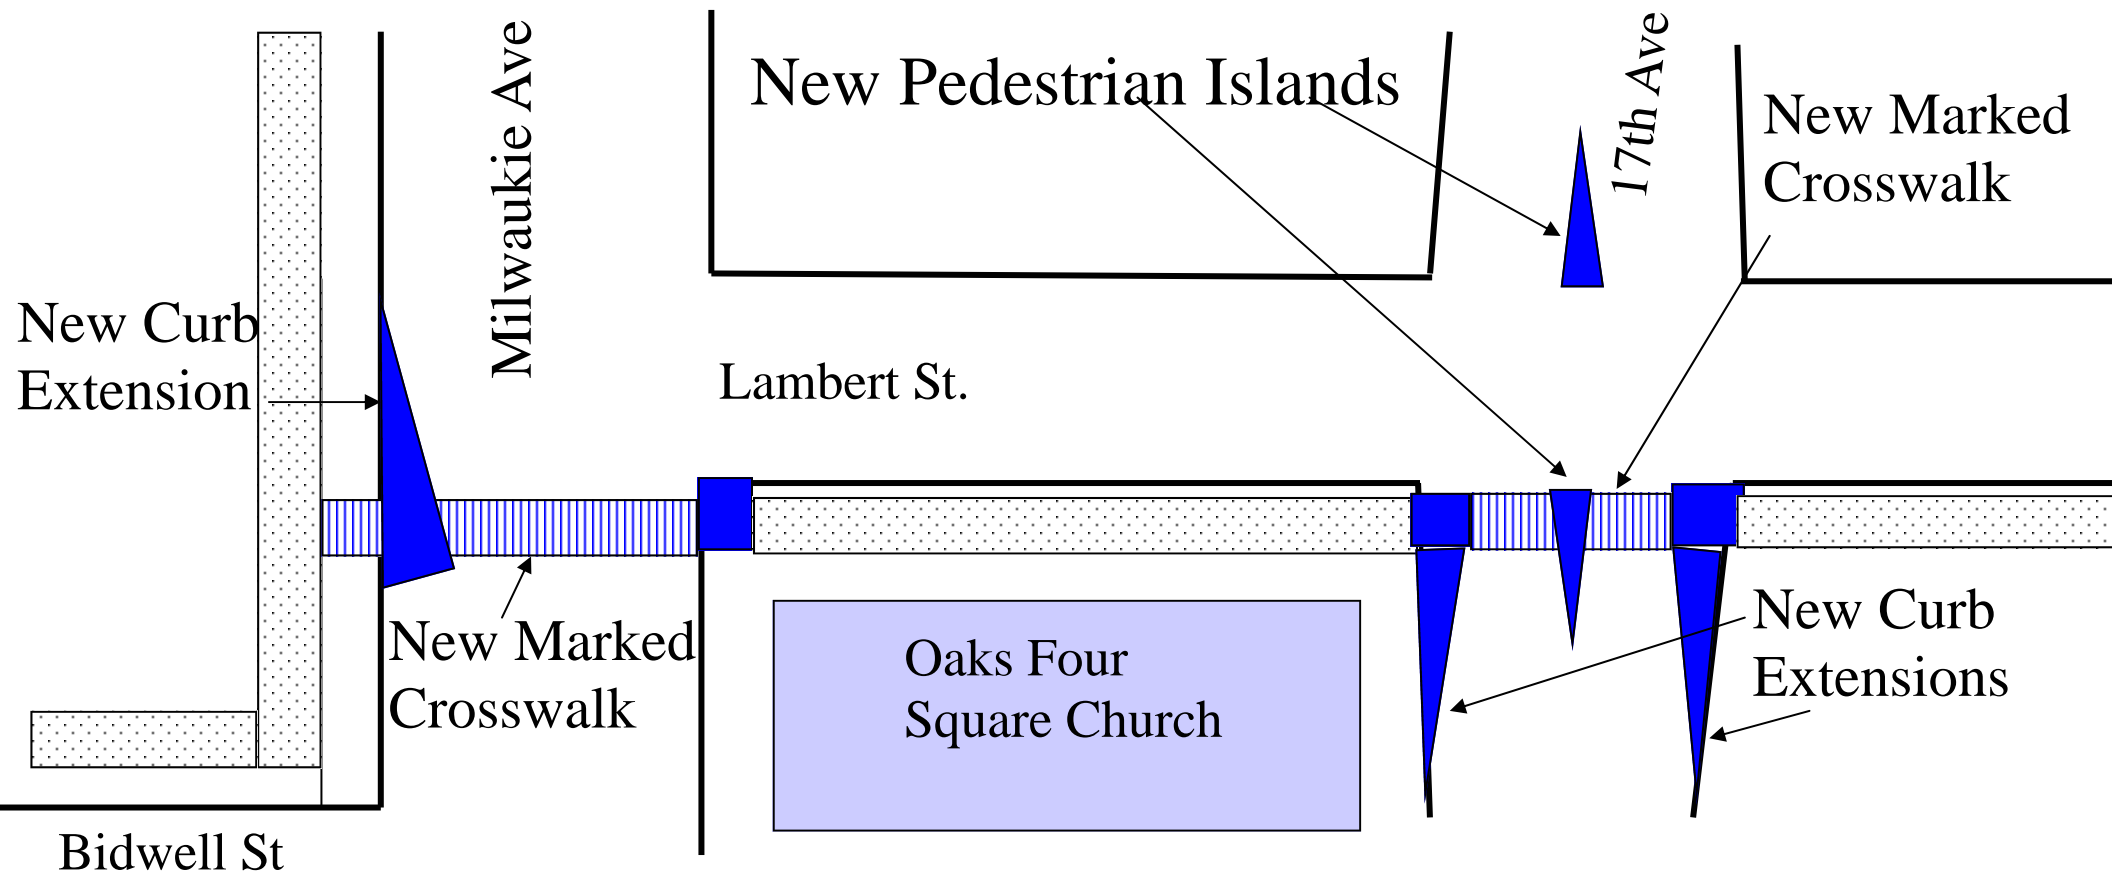 Milwaukie Ave
New Pedestrian Islands
17th Ave
New Marked
Crosswalk
New Curb
Extension
Lambert St.
New Marked
Crosswalk
Oaks Four
Square Church
New Curb
Extensions
Bidwell St